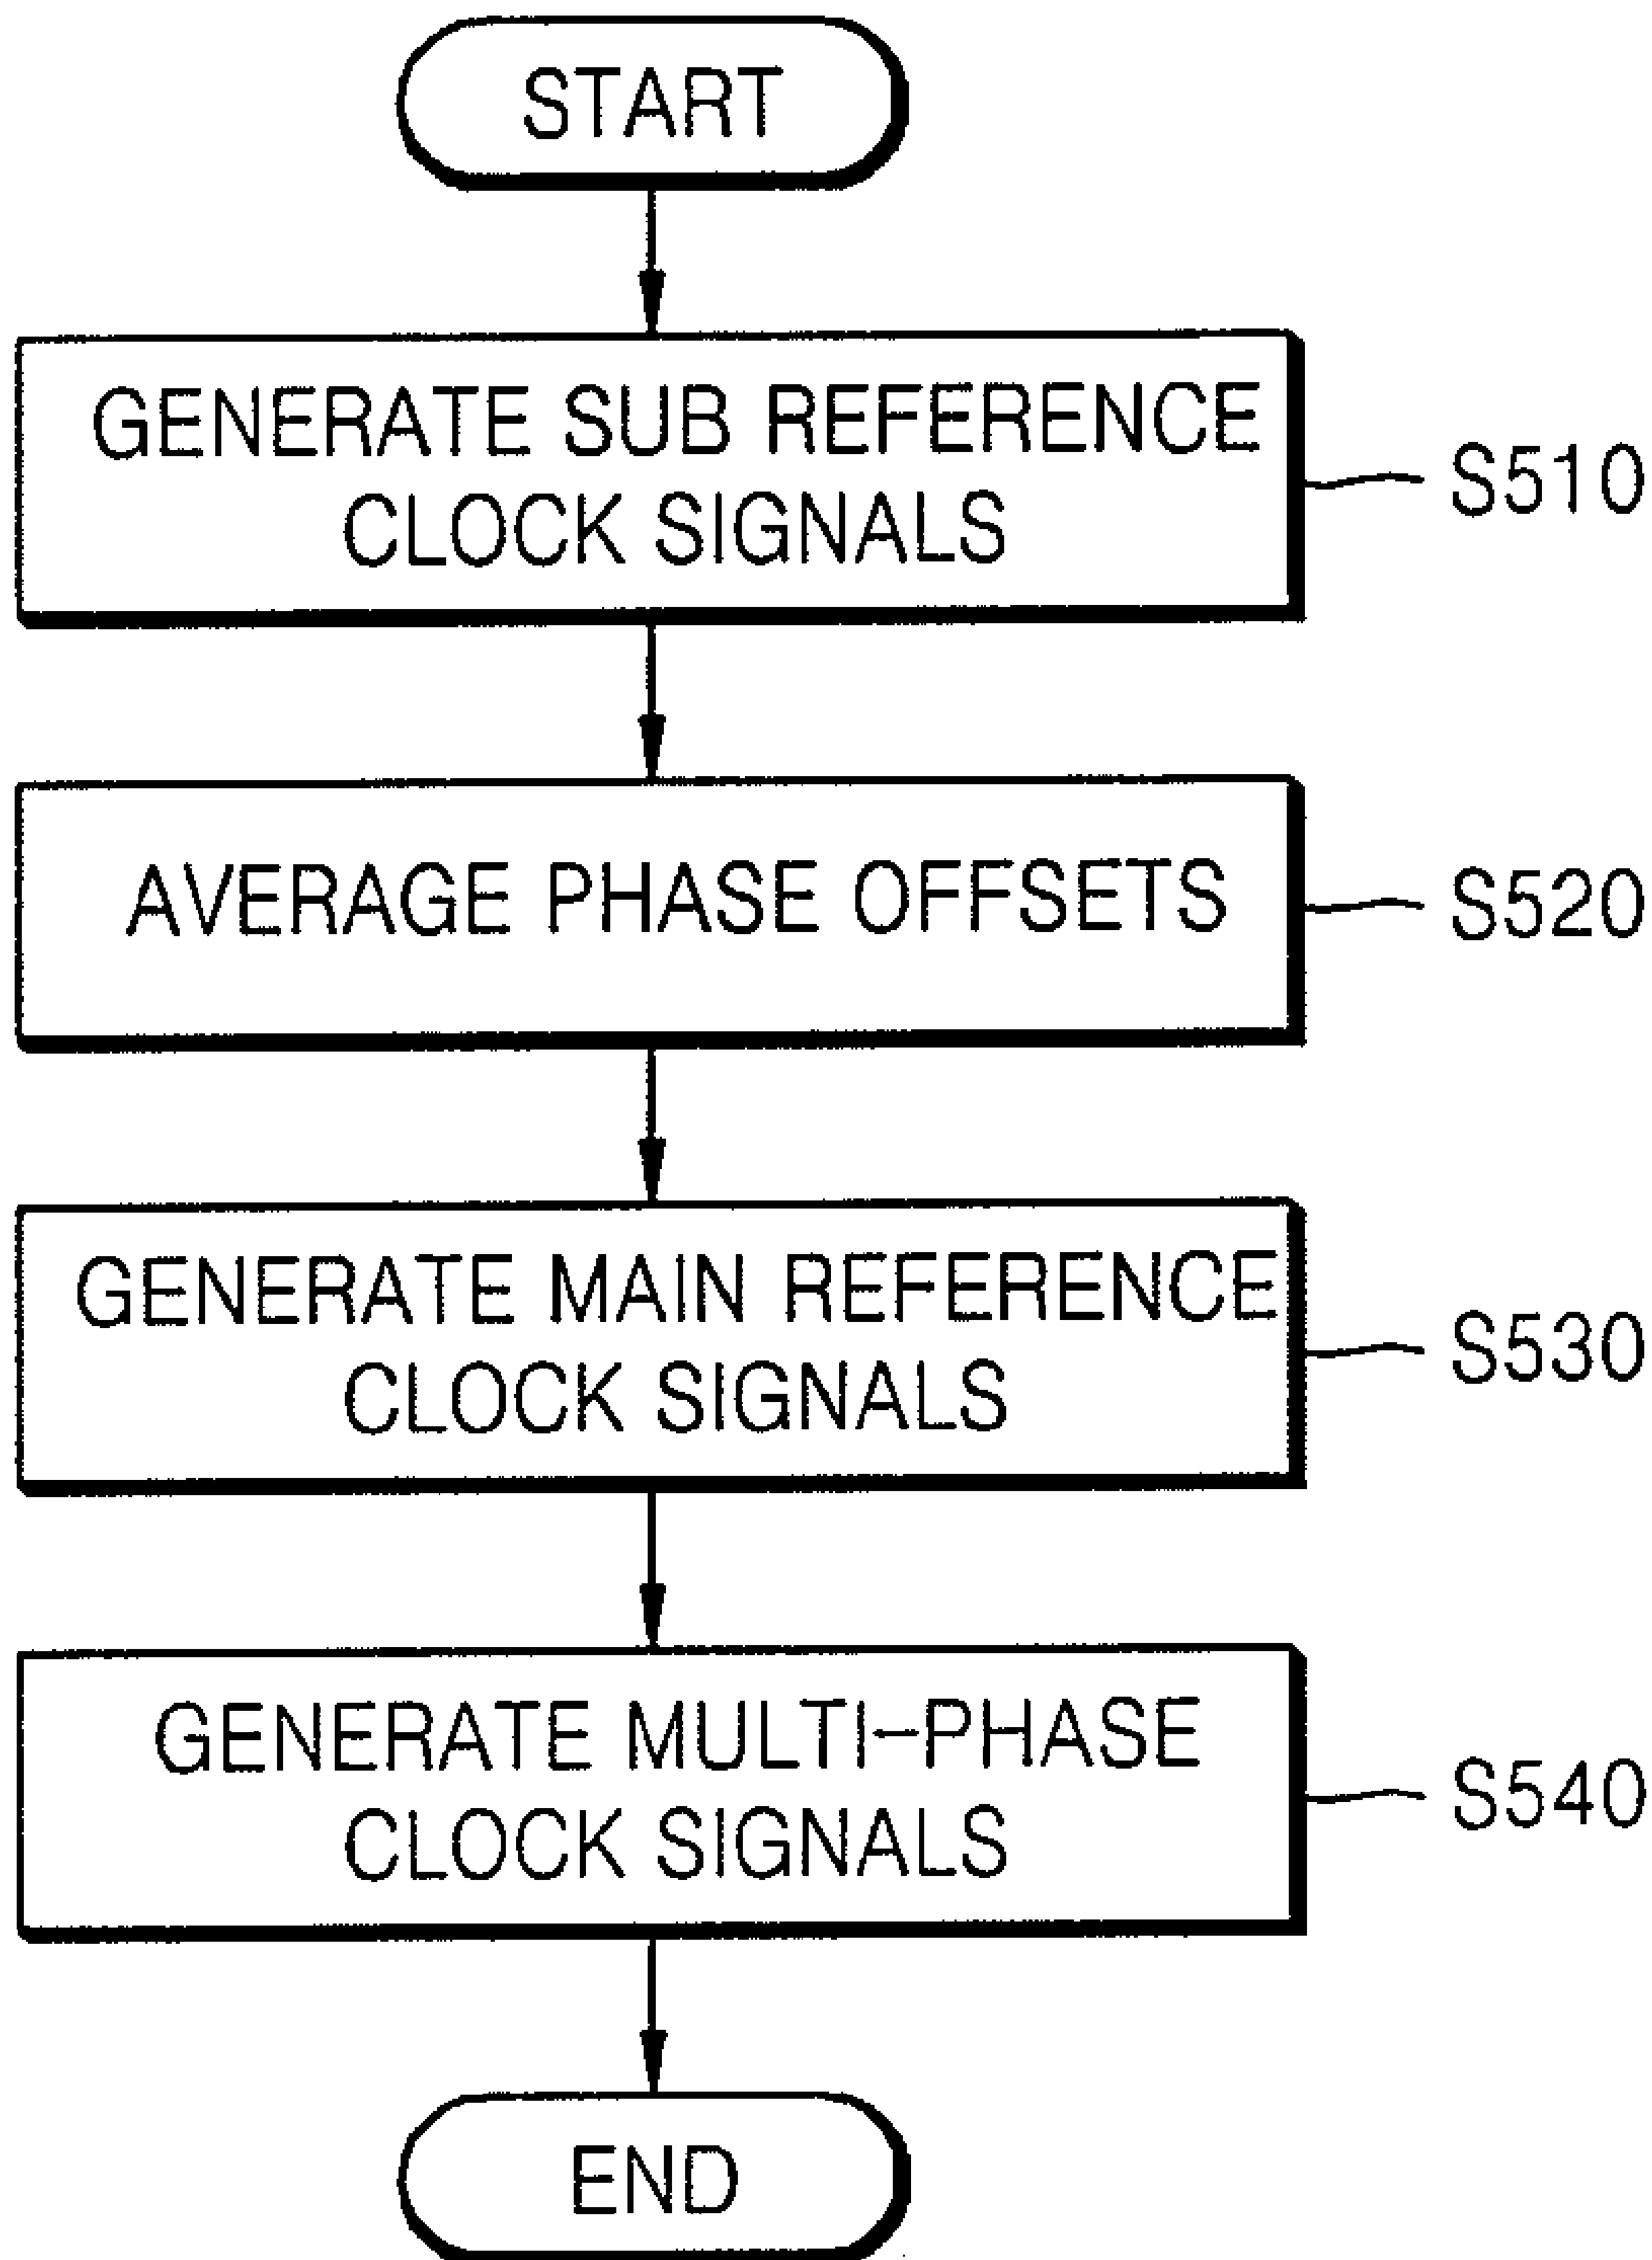 START
GENERATE SUB REFERENCE
CLOCK SIGNALS
S510
AVERAGE PHASE OFFSETS
S520
GENERATE MAIN REFERENCE
CLOCK SIGNALS
S530
GENERATE MULTI-PHASE
CLOCK SIGNALS
S540
END